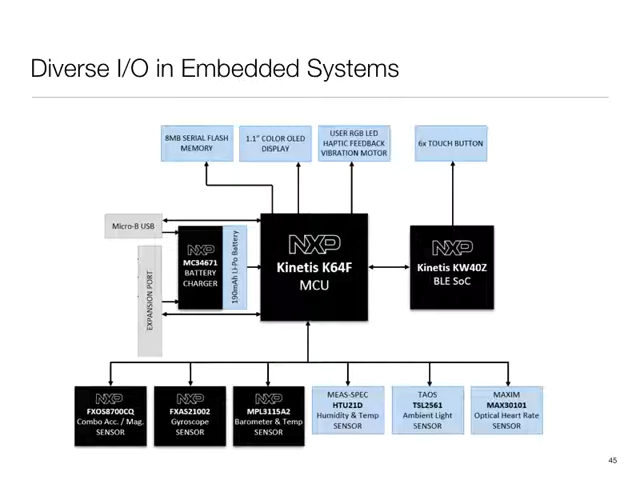 Diverse I/O in Embedded Systems
8MB SERIAL FLASH
MEMORY
1.1" COLOR OLED
DISPLAY
USER RGB LED
HAPTIC FEEDBACK
VIBRATION MOTOR
6x TOUCH BUTTON
Micro-B USB
EXPANSION PORT
NXP
MC34671
BATTERY
CHARGER
190mAh Li-Po Battery
NXP
Kinetis K64F
MCU
NXP
Kinetis KW40Z
BLE SoC
NXP
FXOS8700CQ
Combo Acc. / Mag.
SENSOR
NXP
FXAS21002
Gyroscope
SENSOR
NXP
MPL3115A2
Barometer & Temp
SENSOR
MEAS-SPEC
HTU21D
Humidity & Temp
SENSOR
TAOS
TSL2561
Ambient Light
SENSOR
MAXIM
MAX30101
Optical Heart Rate
SENSOR
45